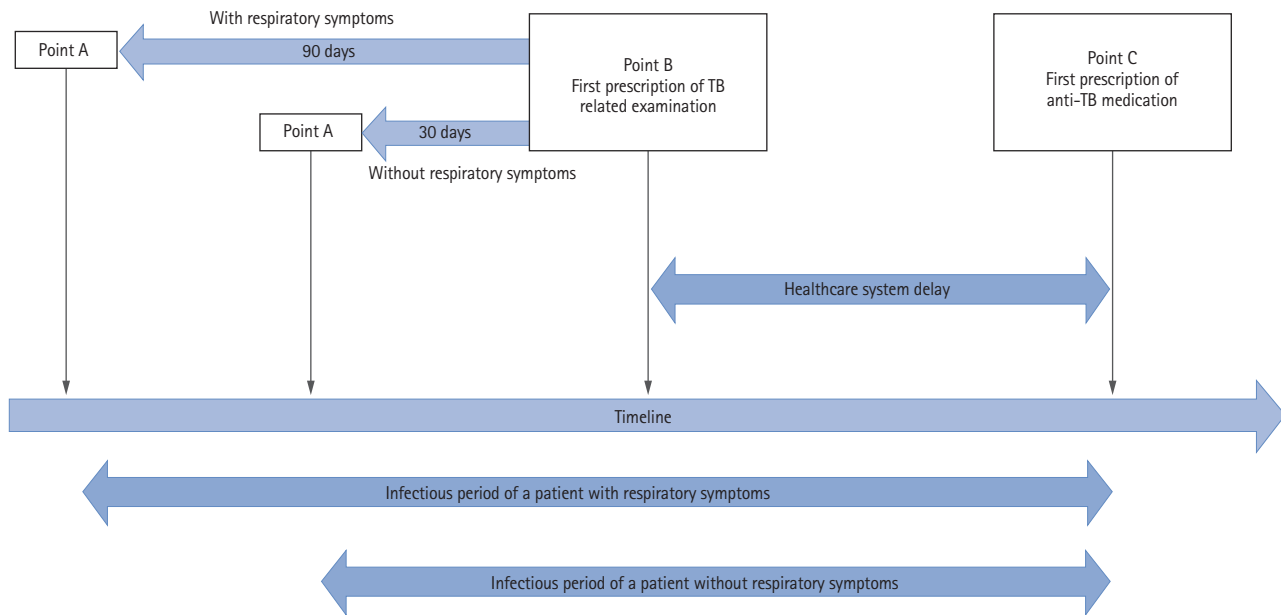 With respiratory symptoms
Point A
90 days
Point B
First prescription of TB
related examination
Point C
First prescription of
anti-TB medication
Point A
30 days
Without respiratory symptoms
Healthcare system delay
Timeline
Infectious period of a patient with respiratory symptoms
Infectious period of a patient without respiratory symptoms